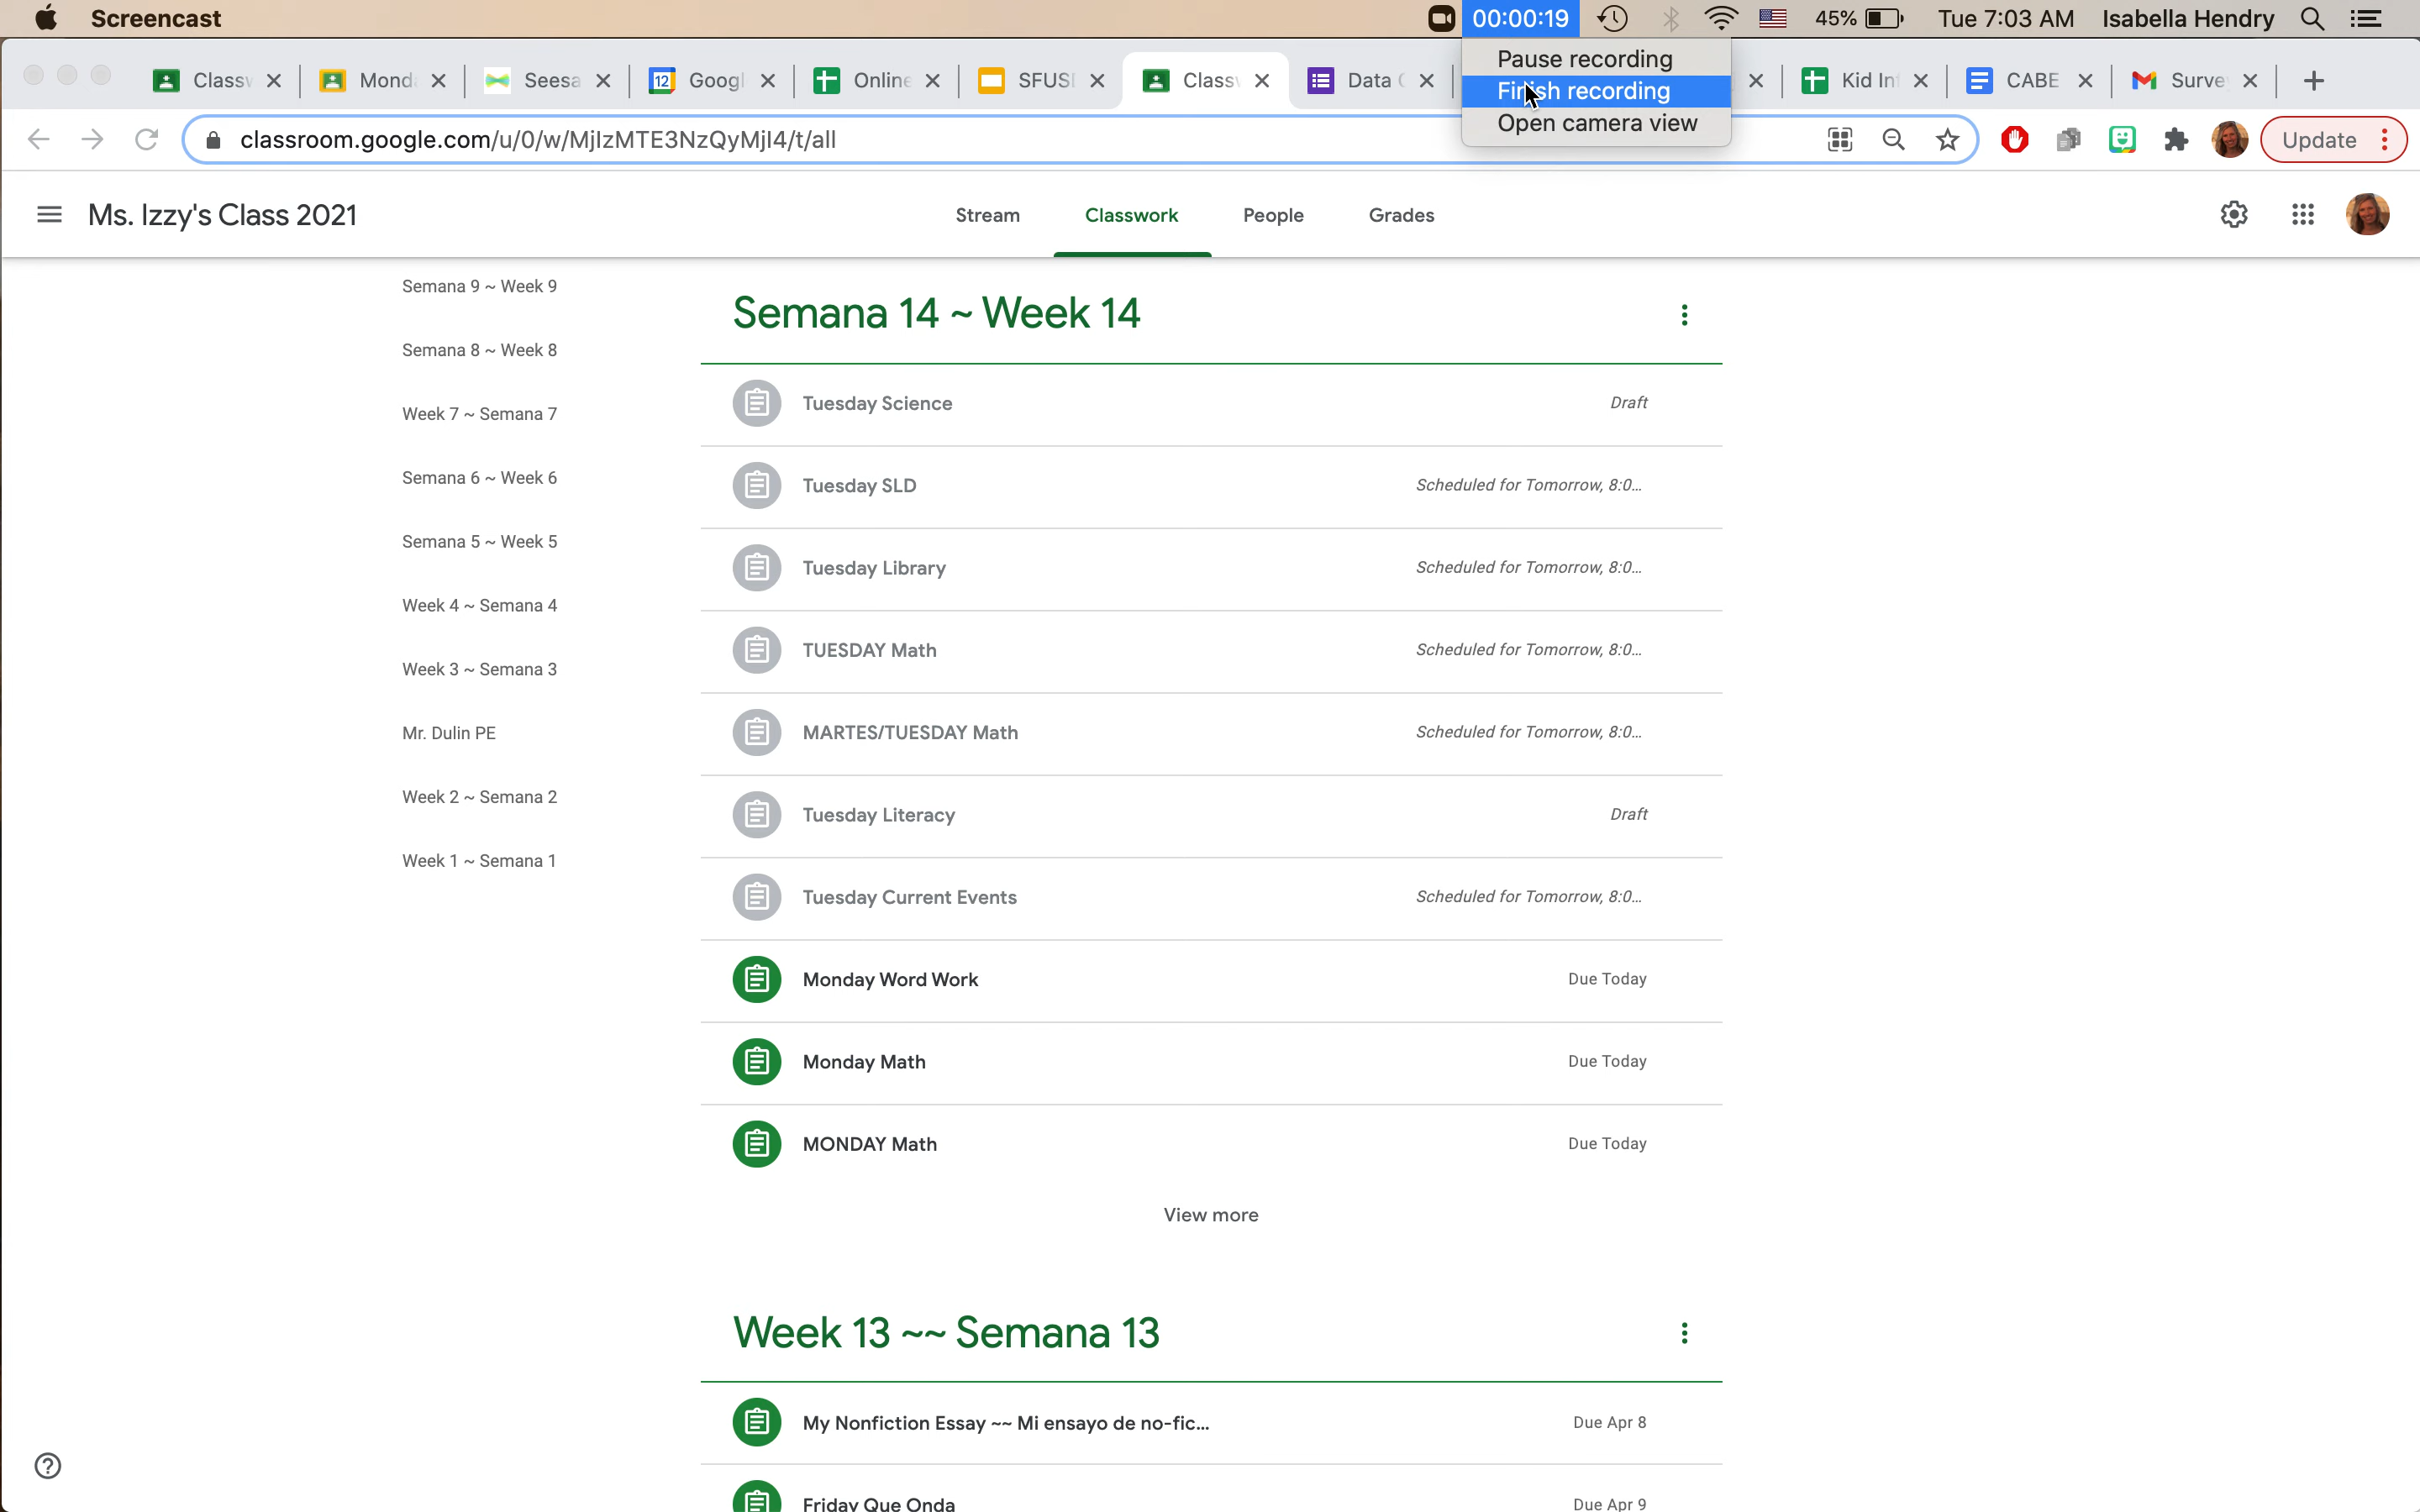 Screencast 00:00:19 45% Tue 7:03 AM Isabella Hendry
Pause recording
Finish recording
Open camera view
Class Mond Seesa 12 Googl Online SFUS Class Data Kid In CABE Surve
classroom.google.com/u/0/w/MjIzMTE3NzQyMjI4/t/all Update
Ms. Izzy's Class 2021 Stream Classwork People Grades
Semana 9 ~ Week 9
Semana 8 ~ Week 8
Week 7 ~ Semana 7
Semana 6 ~ Week 6
Semana 5 ~ Week 5
Week 4 ~ Semana 4
Week 3 ~ Semana 3
Mr. Dulin PE
Week 2 ~ Semana 2
Week 1 ~ Semana 1
Semana 14 ~ Week 14
Tuesday Science Draft
Tuesday SLD Scheduled for Tomorrow, 8:0...
Tuesday Library Scheduled for Tomorrow, 8:0...
TUESDAY Math Scheduled for Tomorrow, 8:0...
MARTES/TUESDAY Math Scheduled for Tomorrow, 8:0...
Tuesday Literacy Draft
Tuesday Current Events Scheduled for Tomorrow, 8:0...
Monday Word Work Due Today
Monday Math Due Today
MONDAY Math Due Today
View more
Week 13 ~~ Semana 13
My Nonfiction Essay ~~ Mi ensayo de no-fic... Due Apr 8
Friday Que Onda Due Apr 9